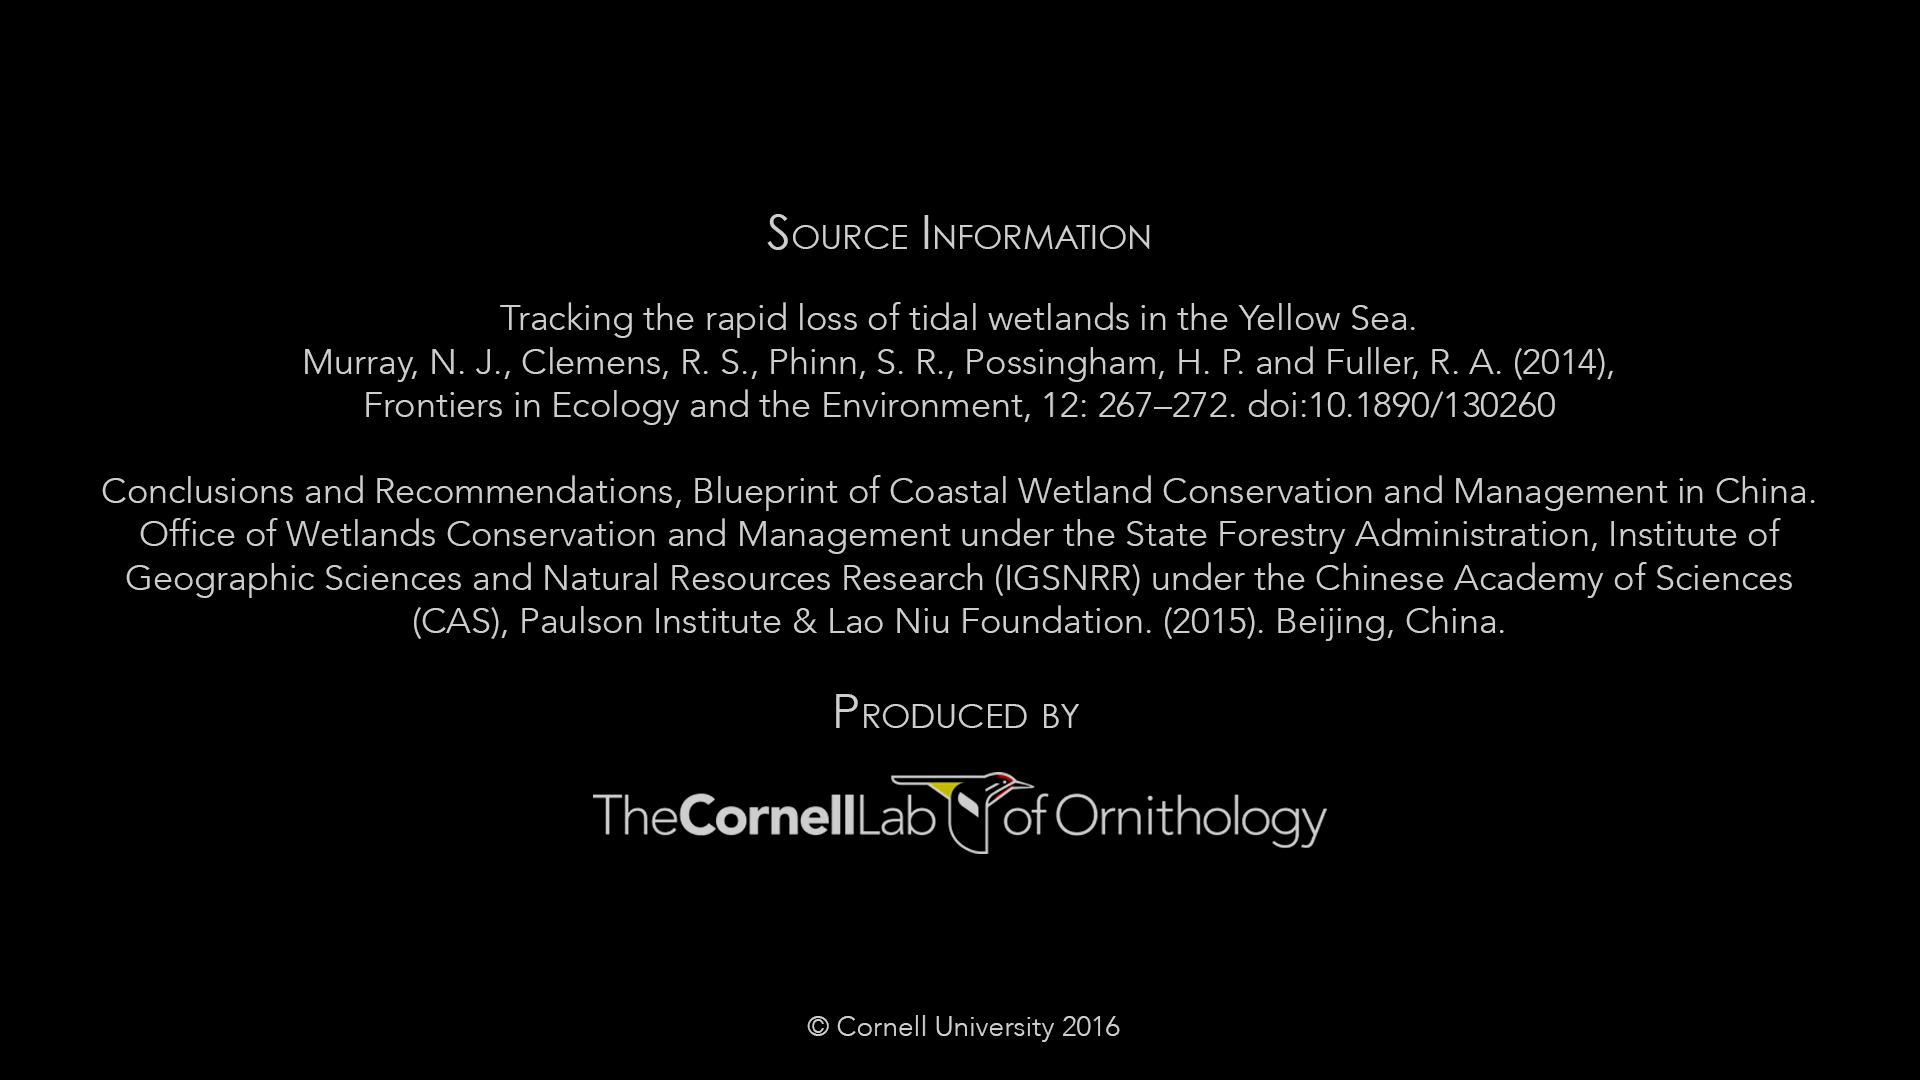 Source Information
Tracking the rapid loss of tidal wetlands in the Yellow Sea.
Murray, N. J., Clemens, R. S., Phinn, S. R., Possingham, H. P. and Fuller, R. A. (2014),
Frontiers in Ecology and the Environment, 12: 267–272. doi:10.1890/130260
Conclusions and Recommendations, Blueprint of Coastal Wetland Conservation and Management in China.
Office of Wetlands Conservation and Management under the State Forestry Administration, Institute of
Geographic Sciences and Natural Resources Research (IGSNRR) under the Chinese Academy of Sciences
(CAS), Paulson Institute & Lao Niu Foundation. (2015). Beijing, China.
Produced by
TheCornellLab of Ornithology
© Cornell University 2016